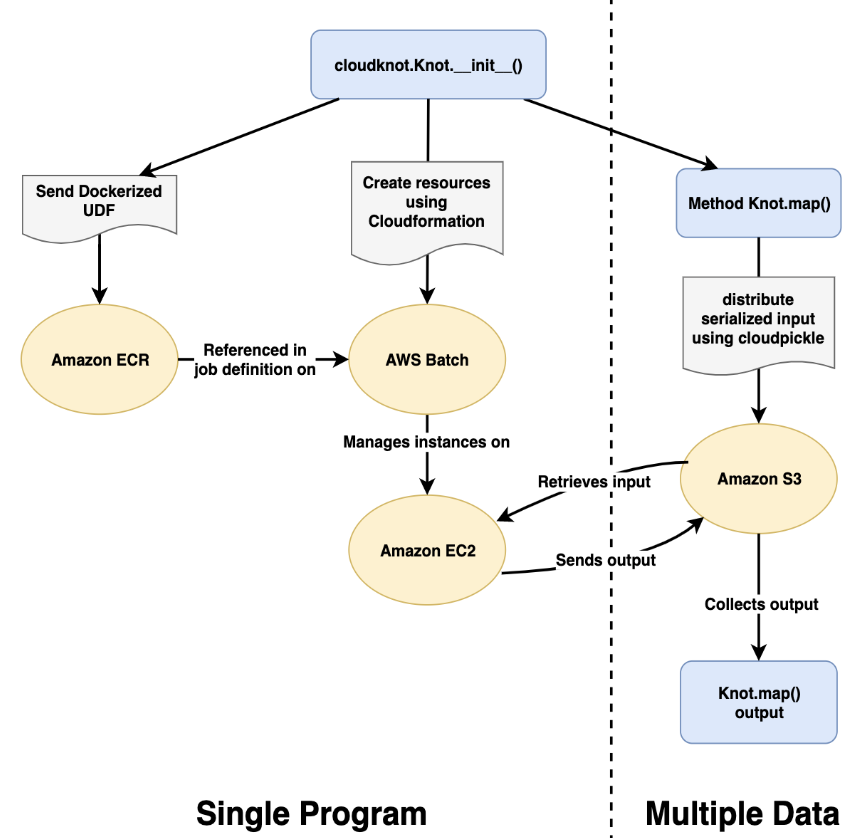 cloudknot.Knot.__init__()
Send Dockerized
UDF
Create resources
using
Cloudformation
Method Knot.map()
distribute
serialized input
using cloudpickle
Amazon ECR
Referenced in
job definition on
AWS Batch
Manages instances on
Retrieves input
Amazon S3
Amazon EC2
Sends output
Collects output
Knot.map()
output
Single Program
Multiple Data